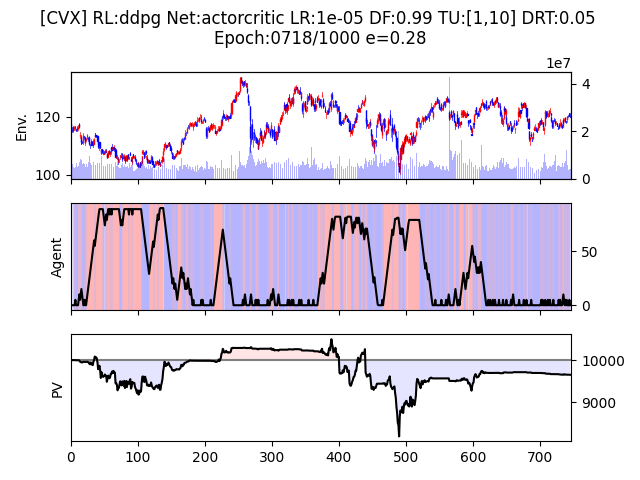 [CVX] RL:ddpg Net:actorcritic LR:1e-05 DF:0.99 TU:[1,10] DRT:0.05
Epoch:0718/1000 e=0.28
1e7
Env.
120
100
4
2
0
Agent
50
0
PV
10000
9000
0 100 200 300 400 500 600 700